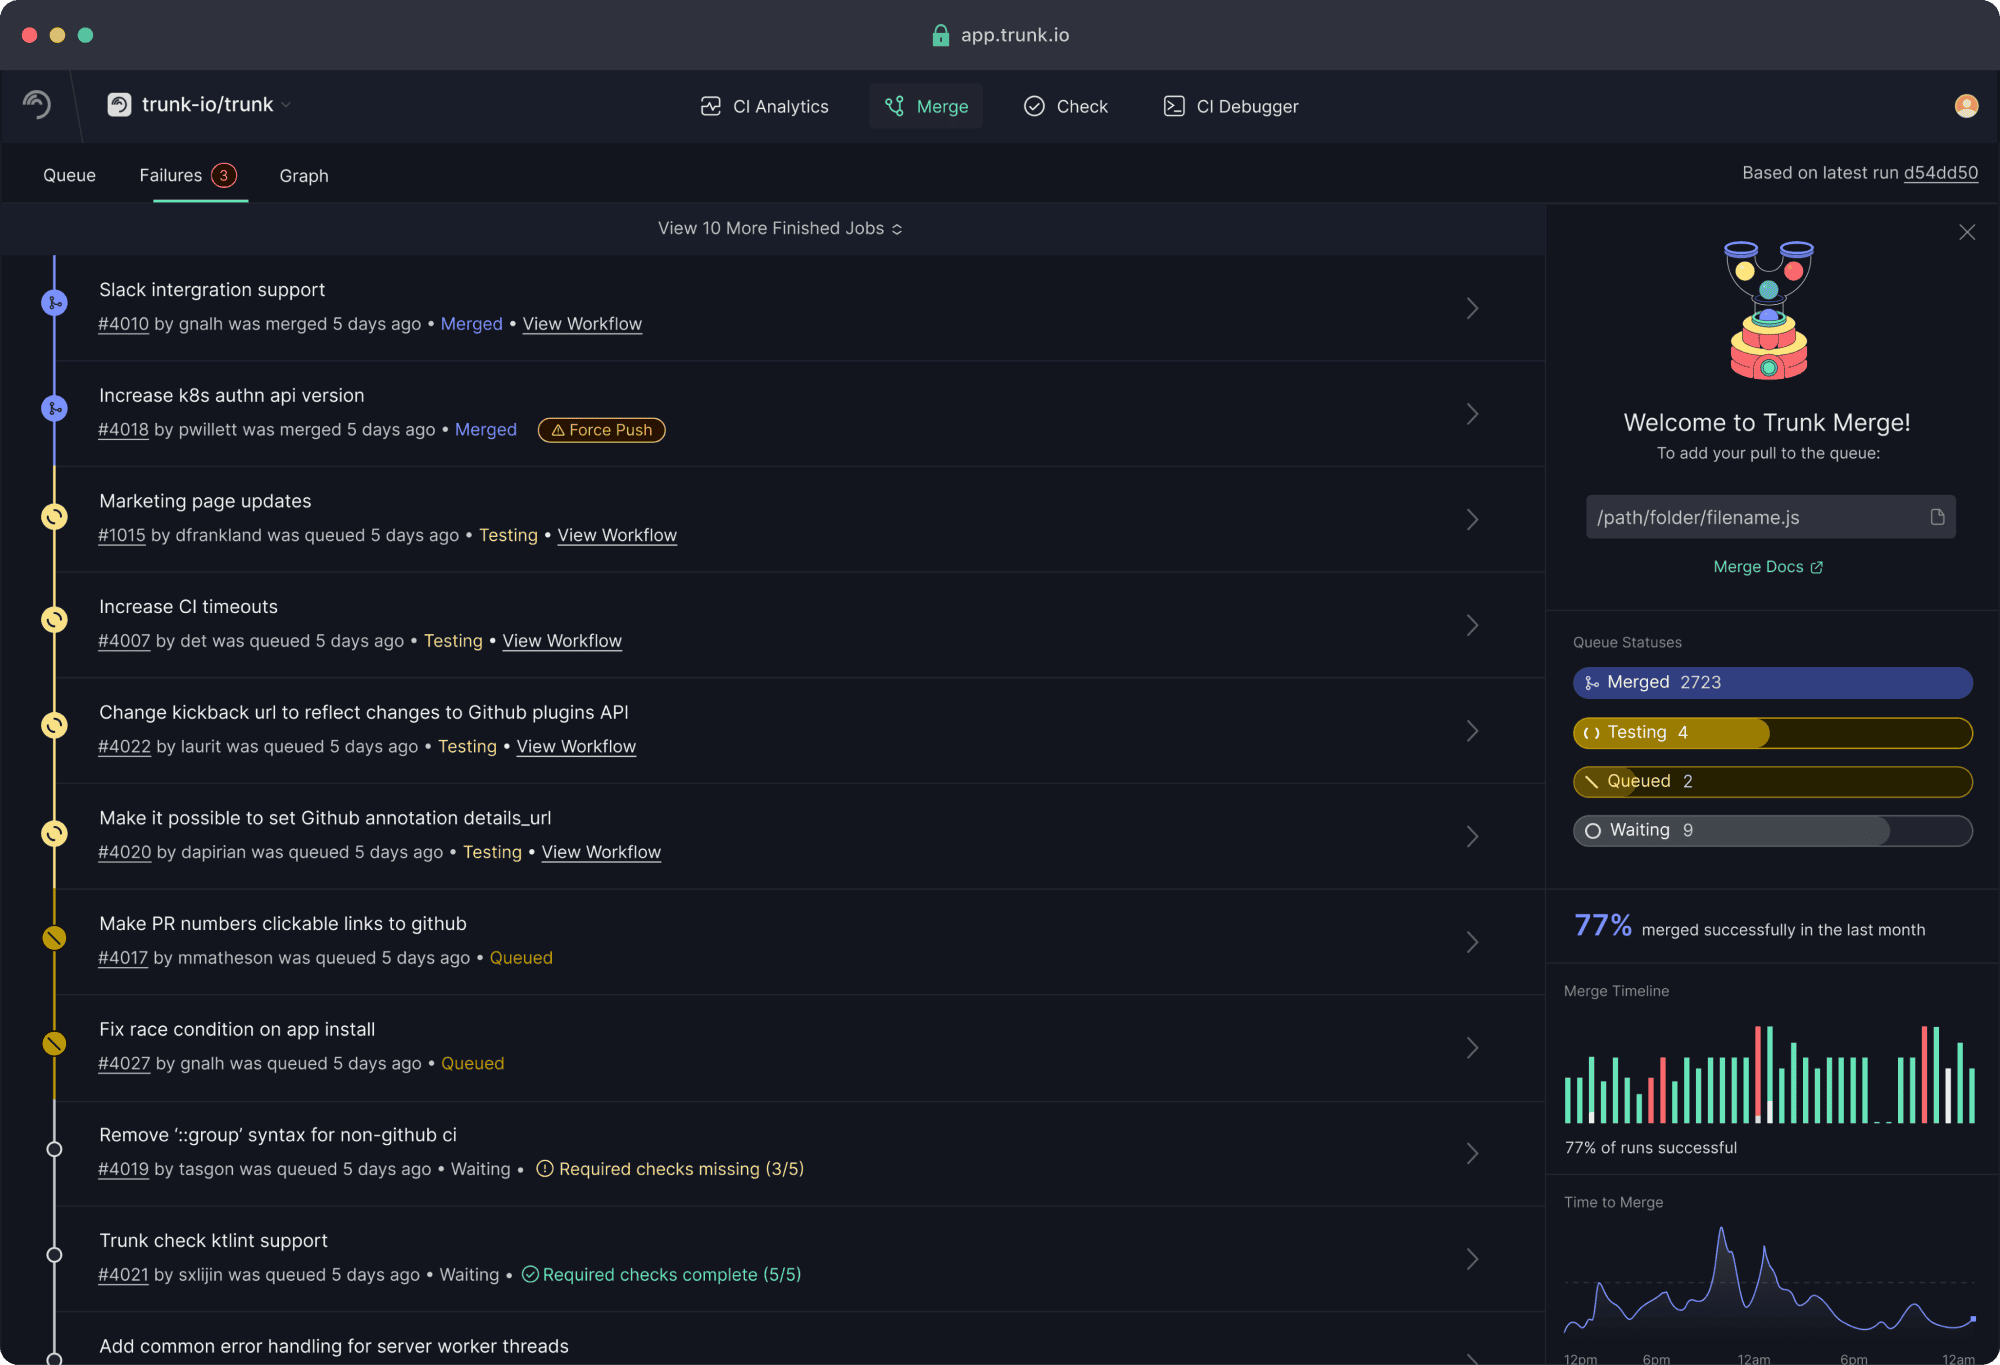 app.trunk.io
trunk-io/trunk
CI Analytics
Merge
Check
CI Debugger
Queue
Failures 3
Graph
Based on latest run d54dd50
View 10 More Finished Jobs
Slack intergration support
#4010 by gnalh was merged 5 days ago • Merged • View Workflow
Increase k8s authn api version
#4018 by pwillett was merged 5 days ago • Merged Force Push
Marketing page updates
#1015 by dfrankland was queued 5 days ago • Testing • View Workflow
Increase CI timeouts
#4007 by det was queued 5 days ago • Testing • View Workflow
Change kickback url to reflect changes to Github plugins API
#4022 by laurit was queued 5 days ago • Testing • View Workflow
Make it possible to set Github annotation details_url
#4020 by dapirian was queued 5 days ago • Testing • View Workflow
Make PR numbers clickable links to github
#4017 by mmatheson was queued 5 days ago • Queued
Fix race condition on app install
#4027 by gnalh was queued 5 days ago • Queued
Remove ‘::group’ syntax for non-github ci
#4019 by tasgon was queued 5 days ago • Waiting • Required checks missing (3/5)
Trunk check ktlint support
#4021 by sxlijin was queued 5 days ago • Waiting • Required checks complete (5/5)
Add common error handling for server worker threads
Welcome to Trunk Merge!
To add your pull to the queue:
/path/folder/filename.js
Merge Docs
Queue Statuses
Merged 2723
Testing 4
Queued 2
Waiting 9
77% merged successfully in the last month
Merge Timeline
77% of runs successful
Time to Merge
12pm 6pm 12am 6pm 12am